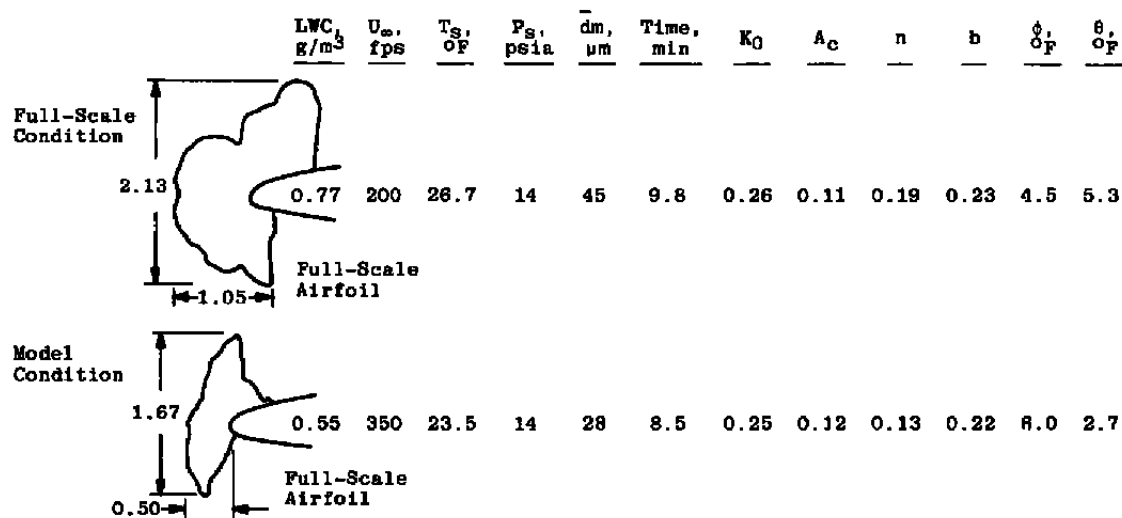 LWC, g/m3 U∞, fps TS, °F PS, psia d̄m, μm Time, min K0 Ac n b ϕ, °F θ, °F
Full-Scale
Condition
2.13 0.77 200 26.7 14 45 9.8 0.26 0.11 0.19 0.23 4.5 5.3
Full-Scale
Airfoil
1.05
Model
Condition
1.67 0.55 350 23.5 14 28 8.5 0.25 0.12 0.13 0.22 6.0 2.7
Full-Scale
Airfoil
0.50